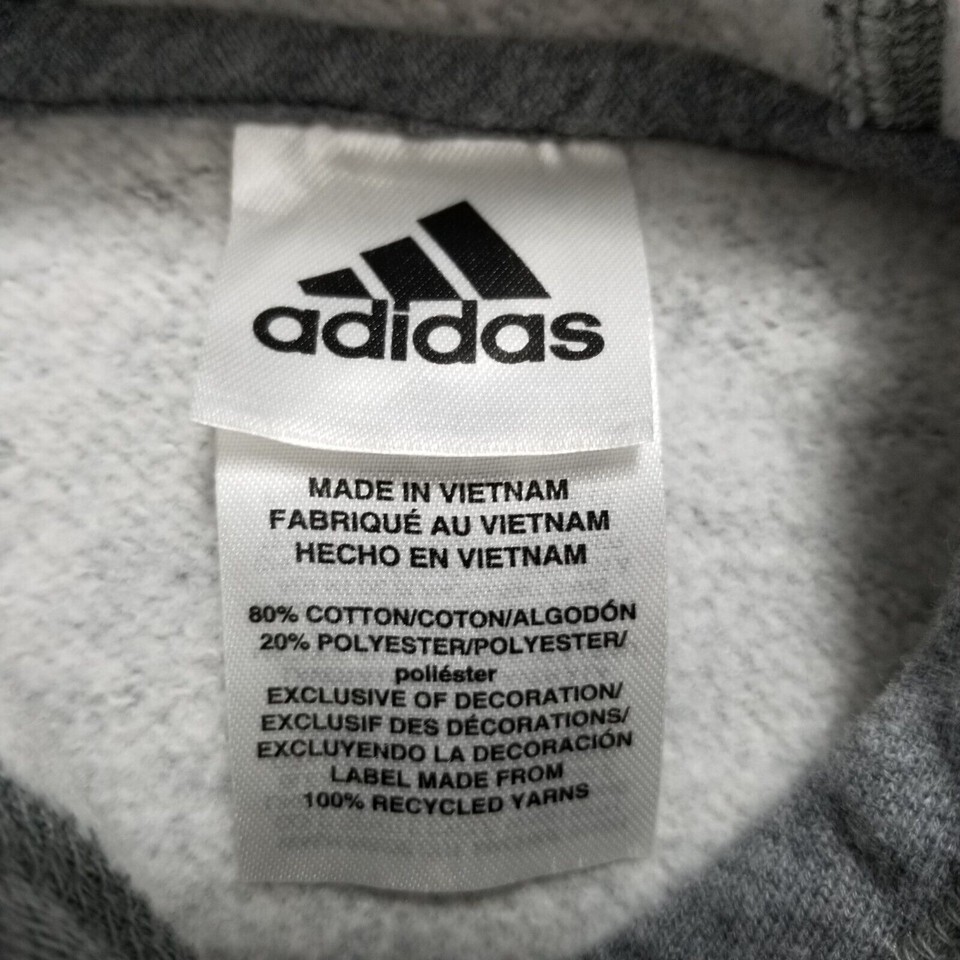 adidas
MADE IN VIETNAM
FABRIQUÉ AU VIETNAM
HECHO EN VIETNAM
80% COTTON/COTON/ALGODÓN
20% POLYESTER/POLYESTER/
poliéster
EXCLUSIVE OF DECORATION/
EXCLUSIF DES DÉCORATIONS/
EXCLUYENDO LA DECORACIÓN
LABEL MADE FROM
100% RECYCLED YARNS